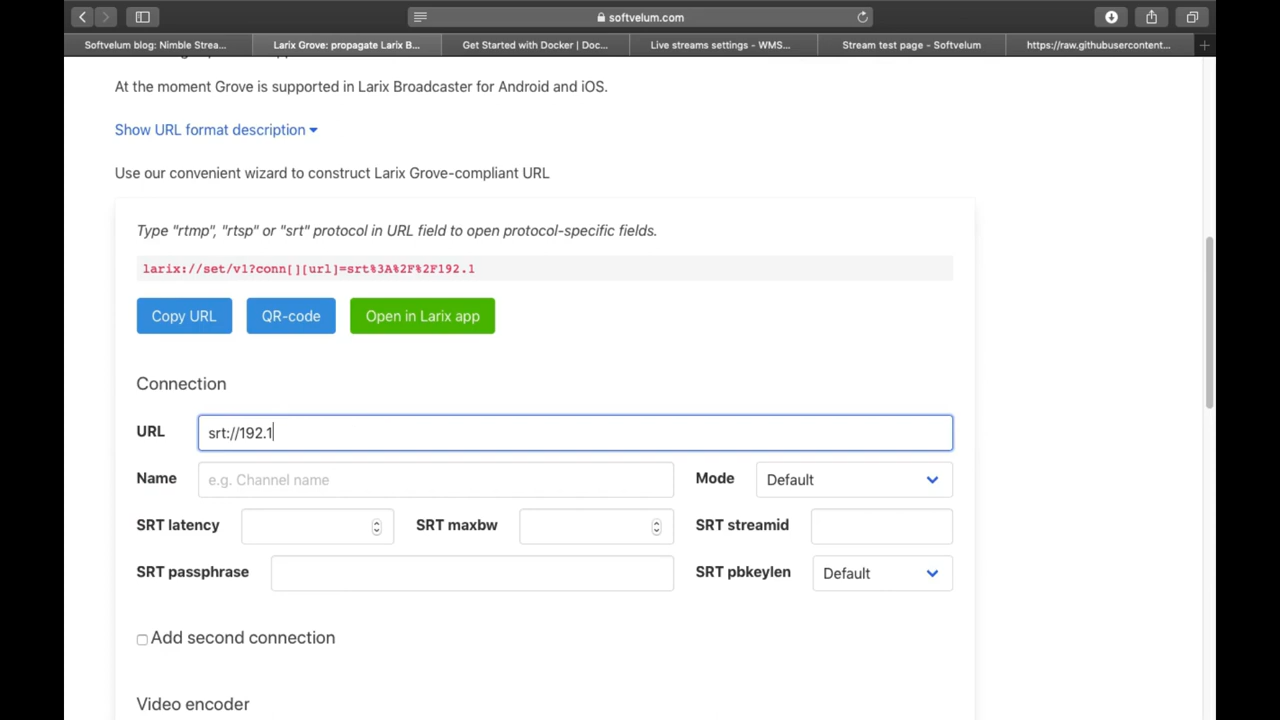 softvelum.com
Softvelum blog: Nimble Strea...
Larix Grove: propagate Larix B...
Get Started with Docker | Doc...
Live streams settings - WMS...
Stream test page - Softvelum
https://raw.githubusercontent...
At the moment Grove is supported in Larix Broadcaster for Android and iOS.
Show URL format description
Use our convenient wizard to construct Larix Grove-compliant URL
Type "rtmp", "rtsp" or "srt" protocol in URL field to open protocol-specific fields.
larix://set/v1?conn[][url]=srt%3A%2F%2F192.1
Copy URL QR-code Open in Larix app
Connection
URL srt://192.1
Name e.g. Channel name Mode Default
SRT latency SRT maxbw SRT streamid
SRT passphrase SRT pbkeylen Default
Add second connection
Video encoder